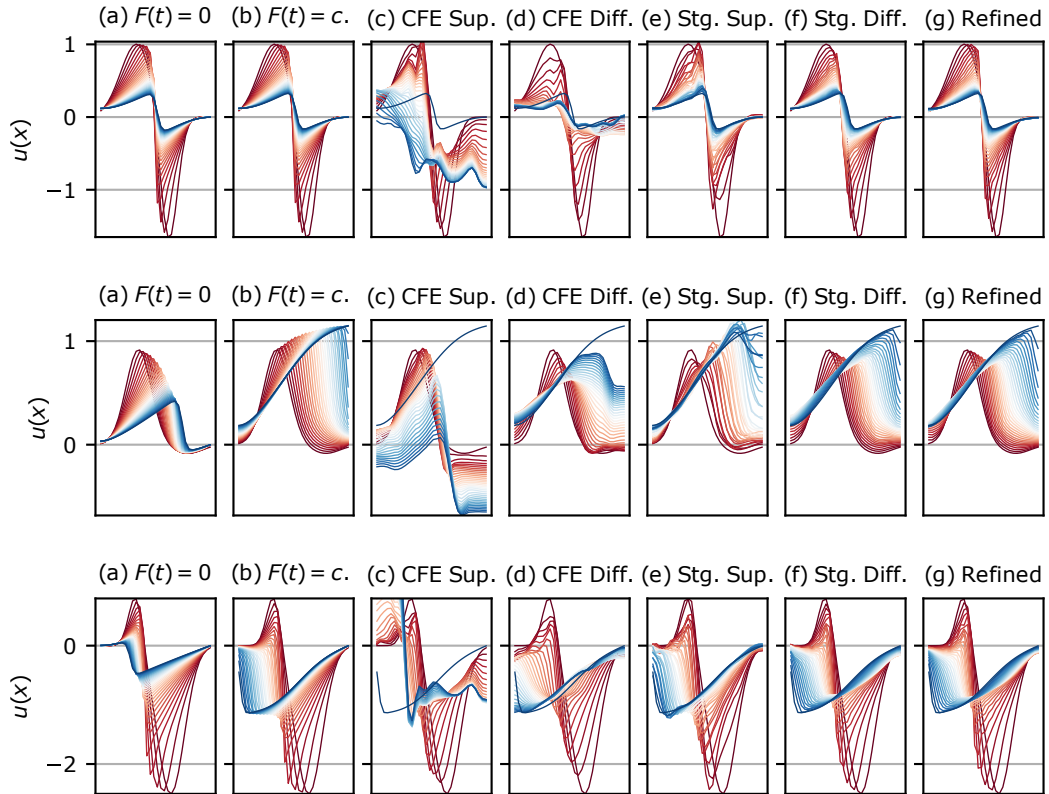 (a) F(t) = 0 (b) F(t) = c. (c) CFE Sup. (d) CFE Diff. (e) Stg. Sup. (f) Stg. Diff. (g) Refined
1
0
−1
u(x)
(a) F(t) = 0 (b) F(t) = c. (c) CFE Sup. (d) CFE Diff. (e) Stg. Sup. (f) Stg. Diff. (g) Refined
1
0
u(x)
(a) F(t) = 0 (b) F(t) = c. (c) CFE Sup. (d) CFE Diff. (e) Stg. Sup. (f) Stg. Diff. (g) Refined
0
−2
u(x)